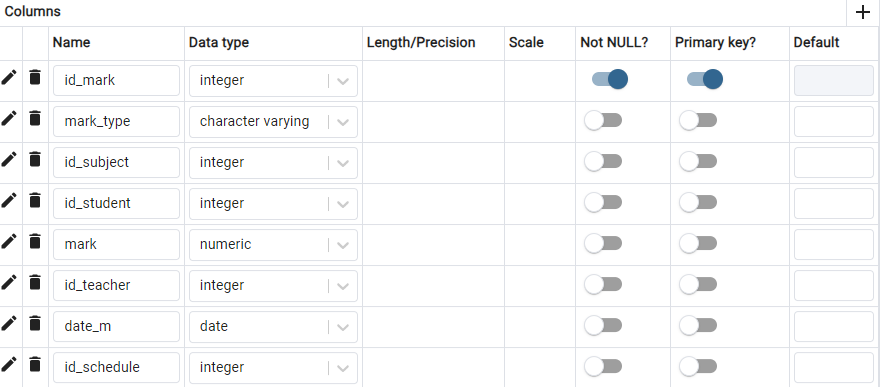 Columns
Name Data type Length/Precision Scale Not NULL? Primary key? Default
id_mark integer
mark_type character varying
id_subject integer
id_student integer
mark numeric
id_teacher integer
date_m date
id_schedule integer